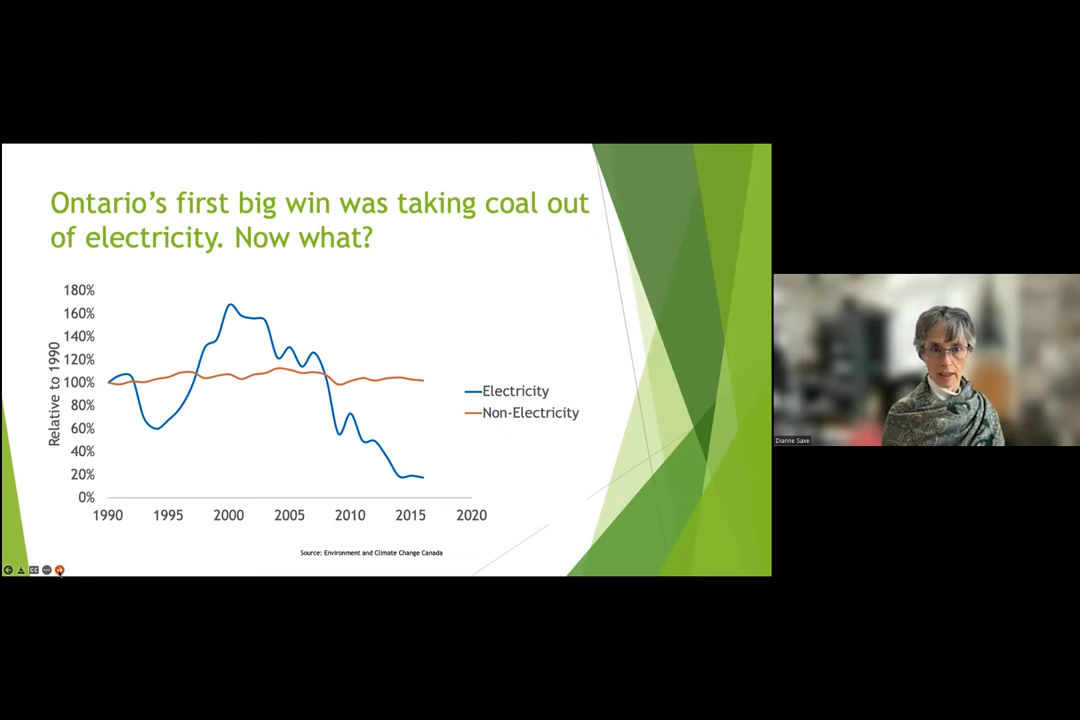 Ontario's first big win was taking coal out
of electricity. Now what?
Relative to 1990
180%
160%
140%
120%
100%
80%
60%
40%
20%
0%
1990 1995 2000 2005 2010 2015 2020
Electricity
Non-Electricity
Source: Environment and Climate Change Canada
CC
Dianne Saxe